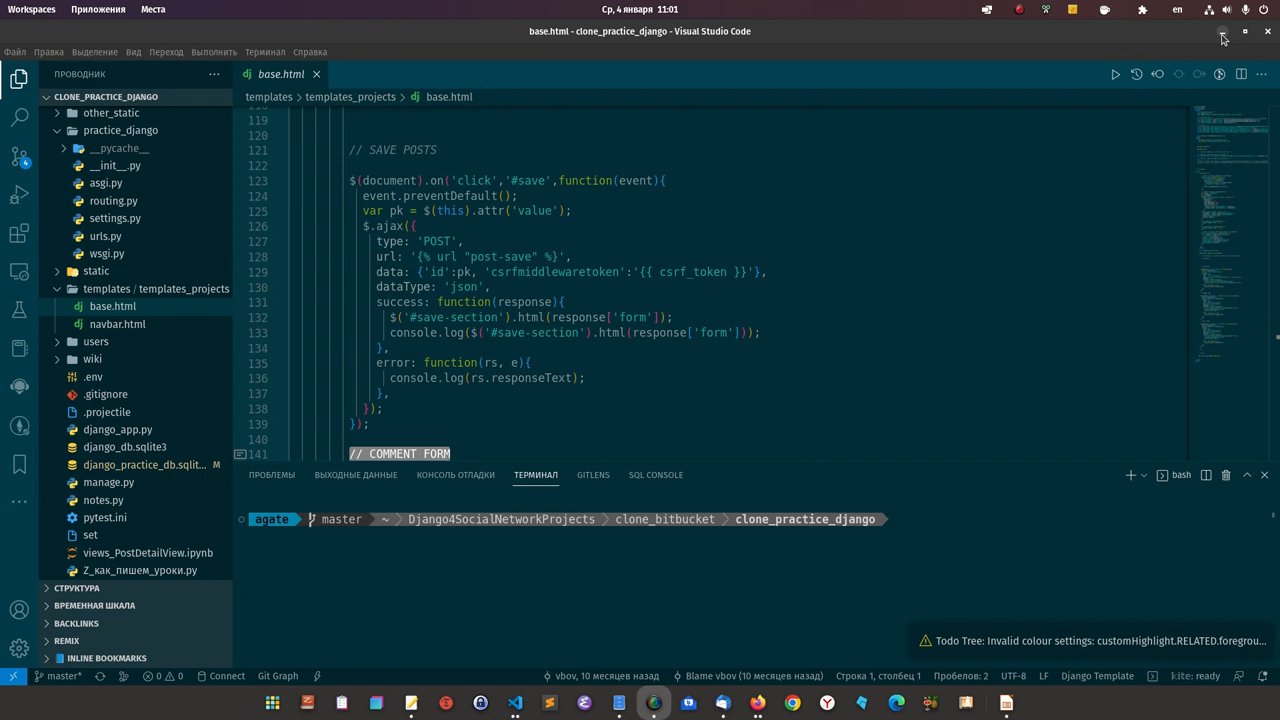 Workspaces Приложения Места Ср, 4 января 11:01 en
base.html - clone_practice_django - Visual Studio Code
Файл Правка Выделение Вид Переход Выполнить Терминал Справка
ПРОВОДНИК
base.html
CLONE_PRACTICE_DJANGO
other_static
practice_django
__pycache__
__init__.py
asgi.py
routing.py
settings.py
urls.py
wsgi.py
static
templates / templates_projects
base.html
navbar.html
users
wiki
.env
.gitignore
.projectile
django_app.py
django_db.sqlite3
django_practice_db.sqlit... M
manage.py
notes.py
pytest.ini
set
views_PostDetailView.ipynb
Z_как_пишем_уроки.py
СТРУКТУРА
ВРЕМЕННАЯ ШКАЛА
BACKLINKS
REMIX
INLINE BOOKMARKS
4
templates > templates_projects > base.html
119
120
121 // SAVE POSTS
122
123 $(document).on('click','#save',function(event){
124 event.preventDefault();
125 var pk = $(this).attr('value');
126 $.ajax({
127 type: 'POST',
128 url: '{% url "post-save" %}',
129 data: {'id':pk, 'csrfmiddlewaretoken':'{{ csrf_token }}'},
130 dataType: 'json',
131 success: function(response){
132 $('#save-section').html(response['form']);
133 console.log($('#save-section').html(response['form']));
134 },
135 error: function(rs, e){
136 console.log(rs.responseText);
137 },
138 });
139 });
140
141 // COMMENT FORM
ПРОБЛЕМЫ ВЫХОДНЫЕ ДАННЫЕ КОНСОЛЬ ОТЛАДКИ ТЕРМИНАЛ GITLENS SQL CONSOLE bash
agate master ~ Django4SocialNetworkProjects clone_bitbucket clone_practice_django
Todo Tree: Invalid colour settings: customHighlight.RELATED.foregrou...
master* 0 0 Connect Git Graph vbov, 10 месяцев назад Blame vbov (10 месяцев назад) Строка 1, столбец 1 Пробелов: 2 UTF-8 LF Django Template kite: ready